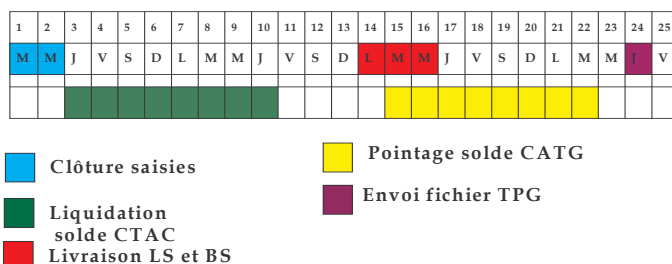 1 2 3 4 5 6 7 8 9 10 11 12 13 14 15 16 17 18 19 20 21 22 23 24 25
M M J V S D L M M J V S D L M M J V S D L M M J V
Clôture saisies
Pointage solde CATG
Liquidation
solde CTAC
Envoi fichier TPG
Livraison LS et BS